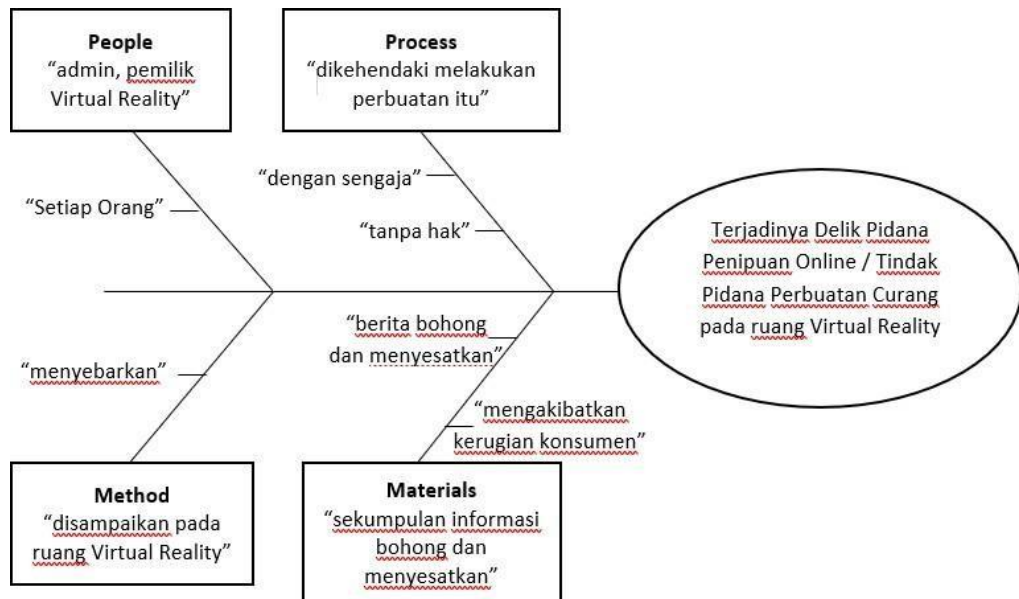 People
“admin, pemilik
Virtual Reality”
Process
“dikehendaki melakukan
perbuatan itu”
“Setiap Orang”
“dengan sengaja”
“tanpa hak”
Terjadinya Delik Pidana
Penipuan Online / Tindak
Pidana Perbuatan Curang
pada ruang Virtual Reality
“menyebarkan”
“berita bohong
dan menyesatkan”
“mengakibatkan
kerugian konsumen”
Method
“disampaikan pada
ruang Virtual Reality”
Materials
“sekumpulan informasi
bohong dan
menyesatkan”